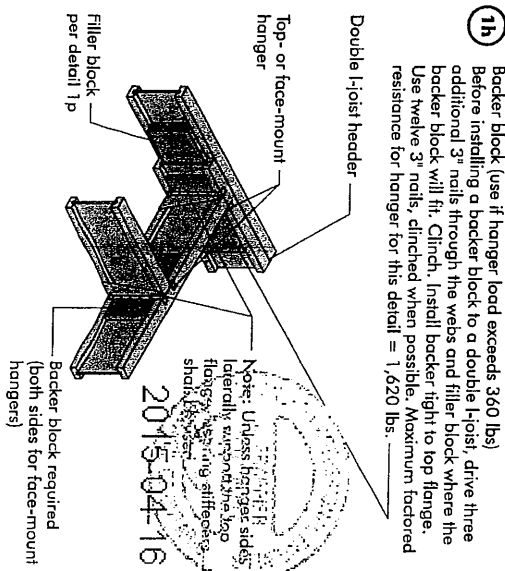 1h
Backer block (use if hanger load exceeds 360 lbs)
Before installing a backer block to a double I-joist, drive three
additional 3" nails through the webs and filler block where the
backer block will fit. Clinch. Install backer tight to top flange.
Use twelve 3" nails, clinched when possible. Maximum factored
resistance for hanger for this detail = 1,620 lbs.
Double I-joist header
Top- or face-mount
hanger
Filler block
per detail 1p
Note: Unless hanger sides
laterally support the top
flange, bearing stiffeners
shall be used.
2015-04-16
Backer block required
(both sides for face-mount
hangers)